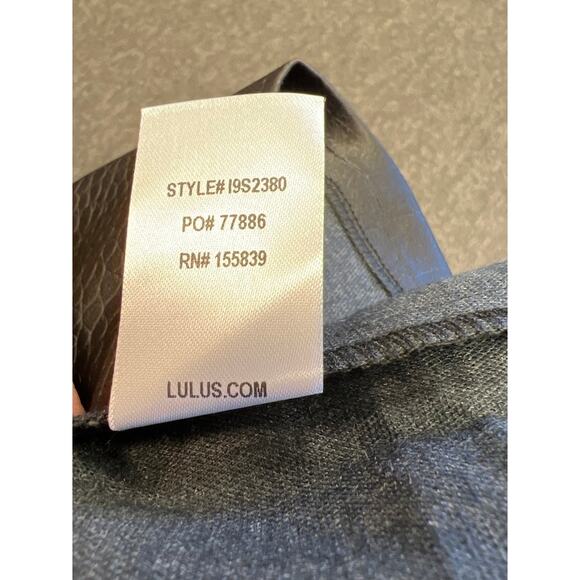 STYLE# I9S2380
PO# 77886
RN# 155839
LULUS.COM